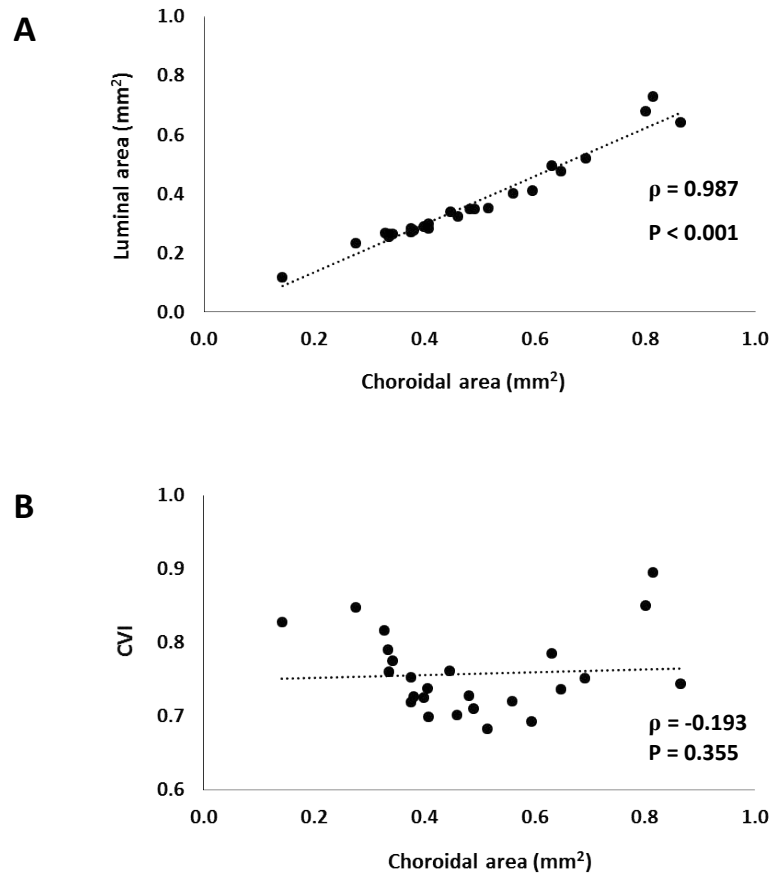 A
1.0
0.8
0.6
0.4
0.2
0.0
Luminal area (mm²)
ρ = 0.987
P < 0.001
0.0 0.2 0.4 0.6 0.8 1.0
Choroidal area (mm²)
B
1.0
0.9
0.8
0.7
0.6
CVI
ρ = -0.193
P = 0.355
0.0 0.2 0.4 0.6 0.8 1.0
Choroidal area (mm²)